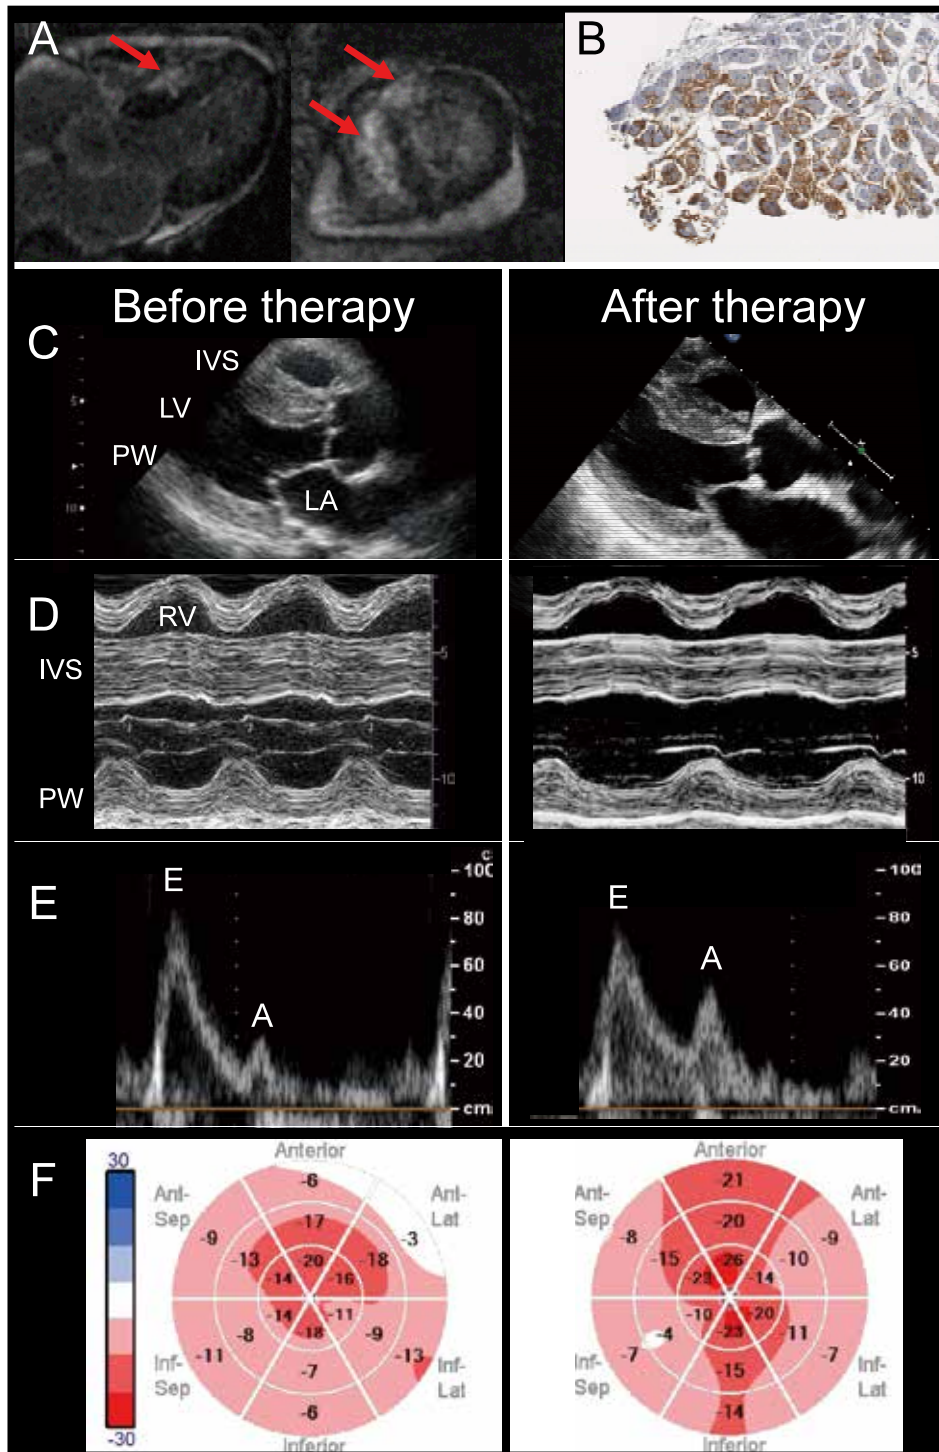 A
B
Before therapy
After therapy
C
IVS
LV
PW
LA
D
RV
IVS
PW
5
10
5
10
E
E
A
100
80
60
40
20
cm
E
A
100
80
60
40
20
cm
F
30
-30
Anterior
Ant-
Sep
Ant-
Lat
Inf-
Sep
Inf-
Lat
Inferior
-6
-3
-9
-17
-13
-18
-20
-14
-16
-14
-11
-18
-8
-9
-11
-13
-7
-6
Anterior
Ant-
Sep
Ant-
Lat
Inf-
Sep
Inf-
Lat
Inferior
-21
-8
-9
-20
-15
-10
-26
-23
-14
-10
-20
-23
-4
-11
-7
-7
-15
-14